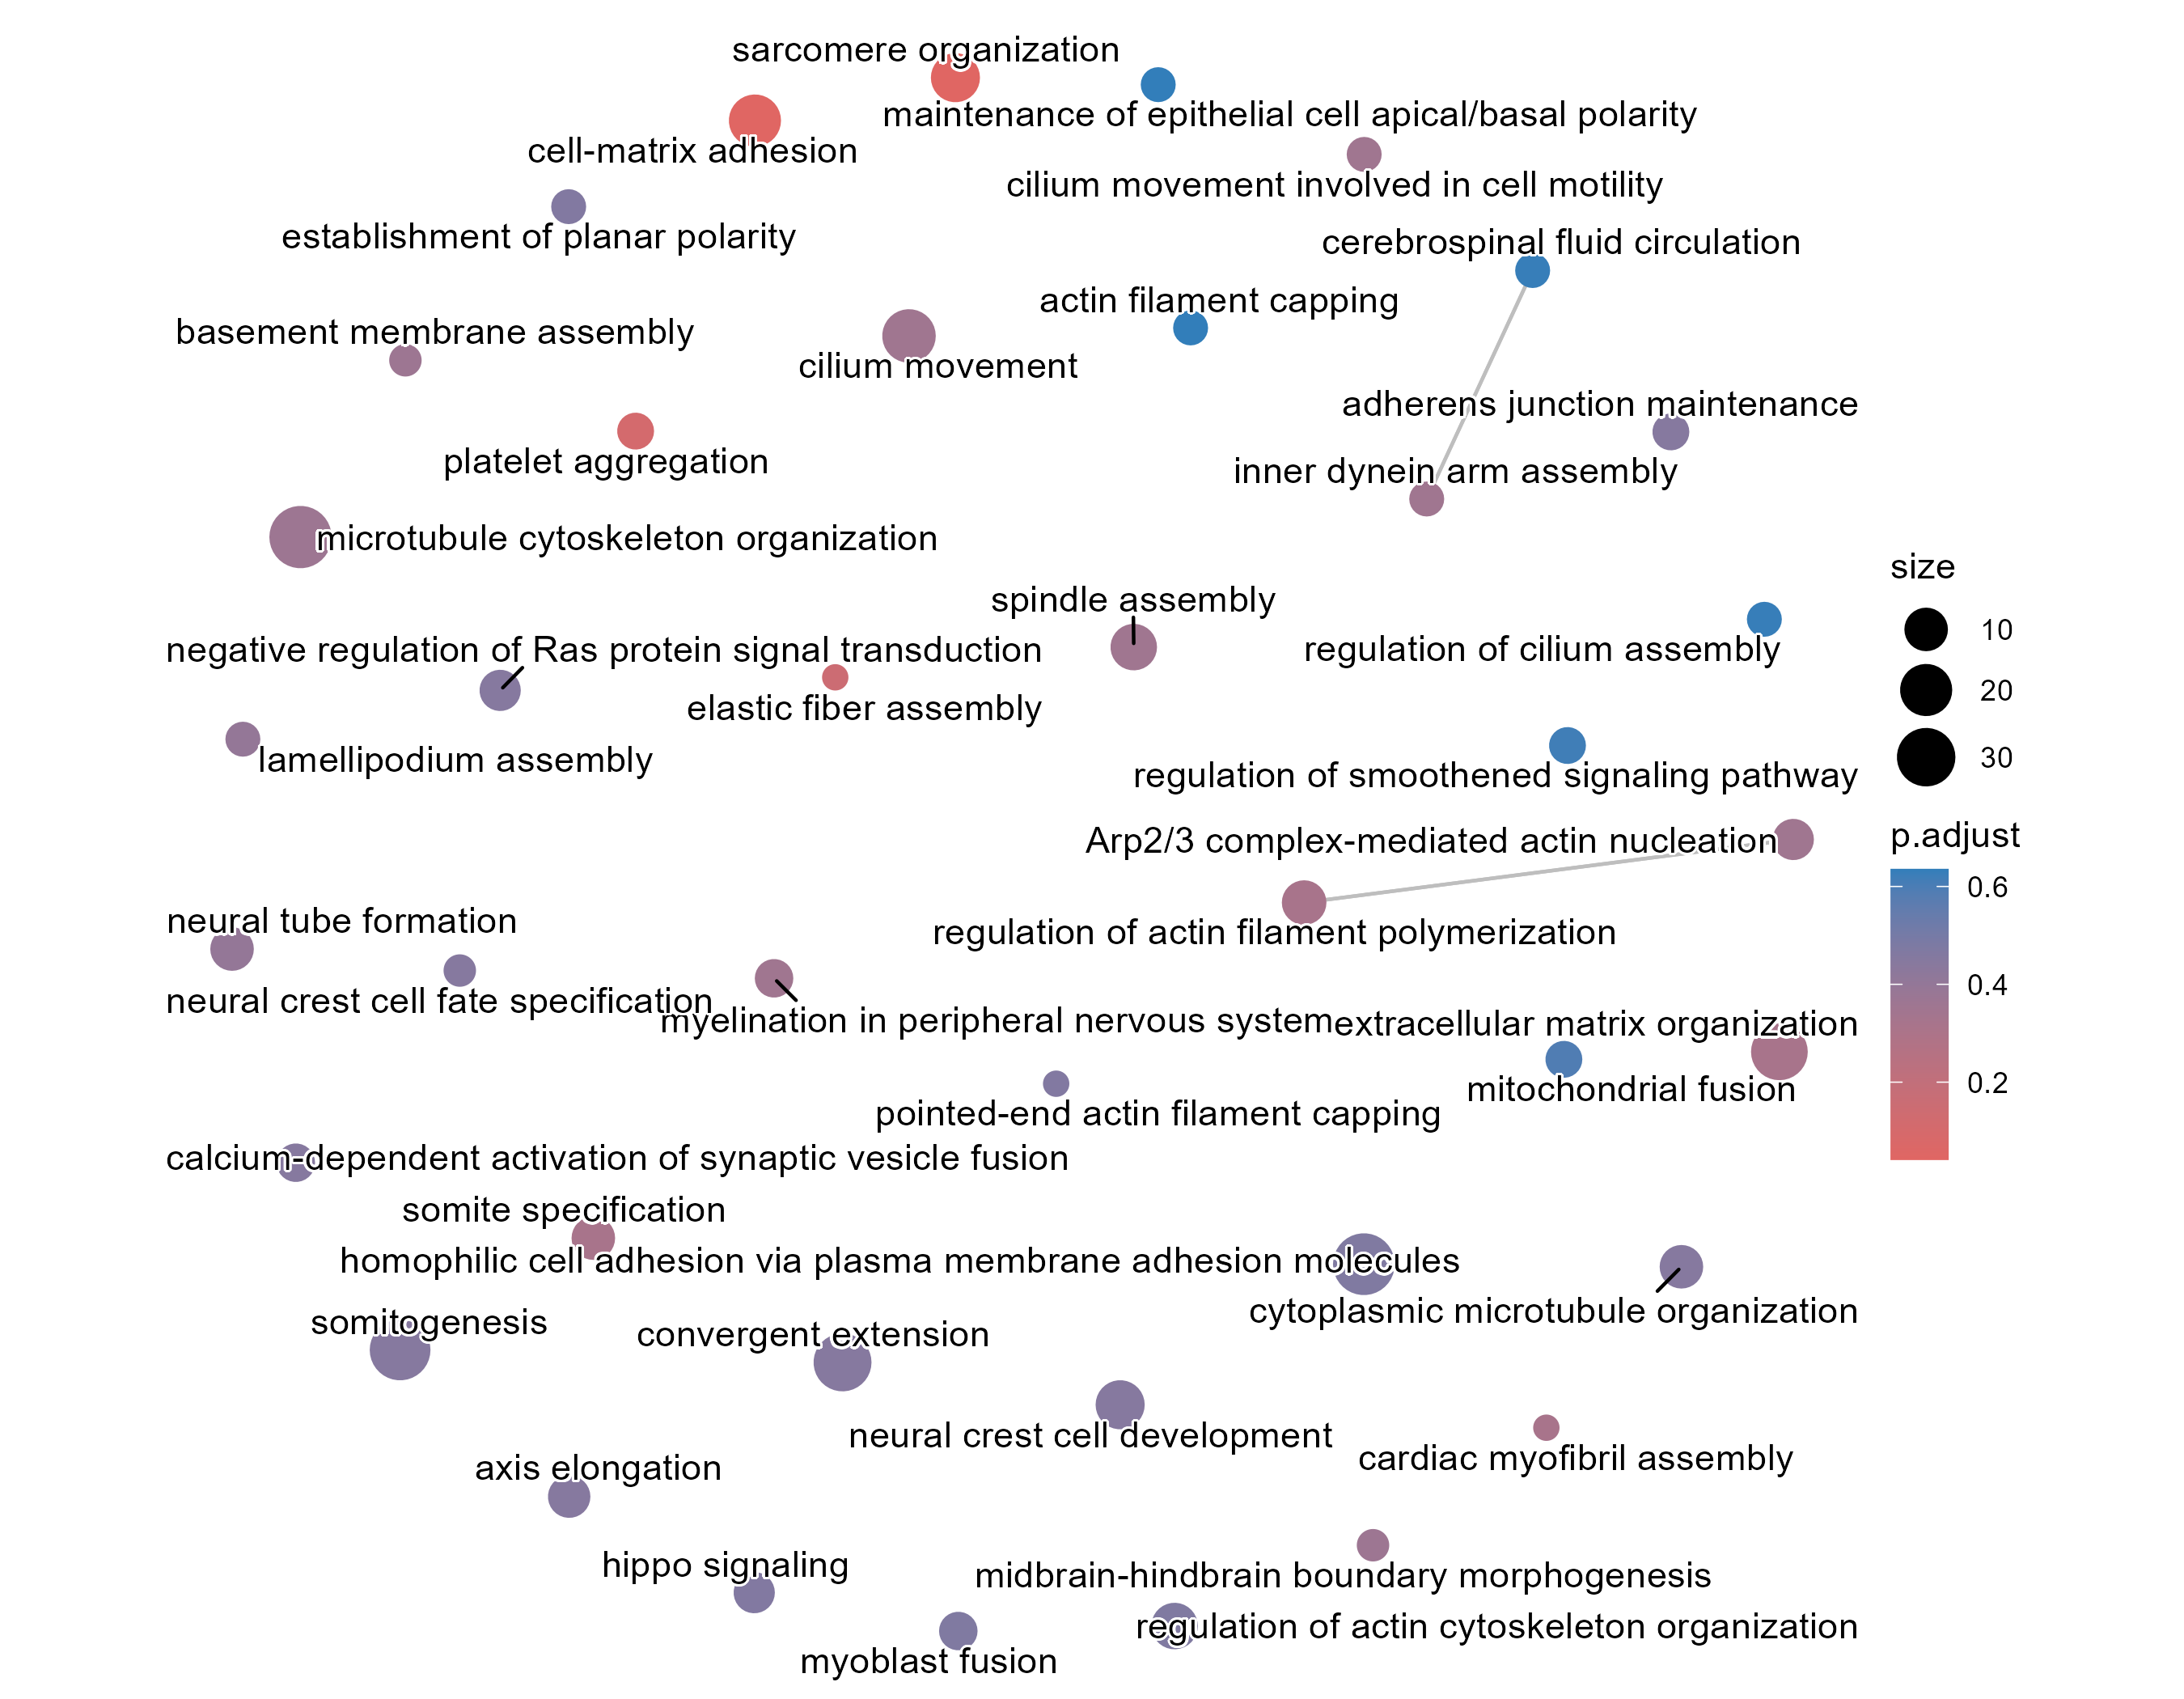 sarcomere organization
maintenance of epithelial cell apical/basal polarity
cell-matrix adhesion
cilium movement involved in cell motility
establishment of planar polarity
cerebrospinal fluid circulation
actin filament capping
basement membrane assembly
cilium movement
adherens junction maintenance
platelet aggregation
inner dynein arm assembly
microtubule cytoskeleton organization
spindle assembly
negative regulation of Ras protein signal transduction
regulation of cilium assembly
elastic fiber assembly
lamellipodium assembly
regulation of smoothened signaling pathway
Arp2/3 complex-mediated actin nucleation
neural tube formation
regulation of actin filament polymerization
neural crest cell fate specification
myelination in peripheral nervous system
extracellular matrix organization
mitochondrial fusion
pointed-end actin filament capping
calcium-dependent activation of synaptic vesicle fusion
somite specification
homophilic cell adhesion via plasma membrane adhesion molecules
cytoplasmic microtubule organization
somitogenesis
convergent extension
neural crest cell development
cardiac myofibril assembly
axis elongation
hippo signaling
midbrain-hindbrain boundary morphogenesis
regulation of actin cytoskeleton organization
myoblast fusion
size
10
20
30
p.adjust
0.6
0.4
0.2